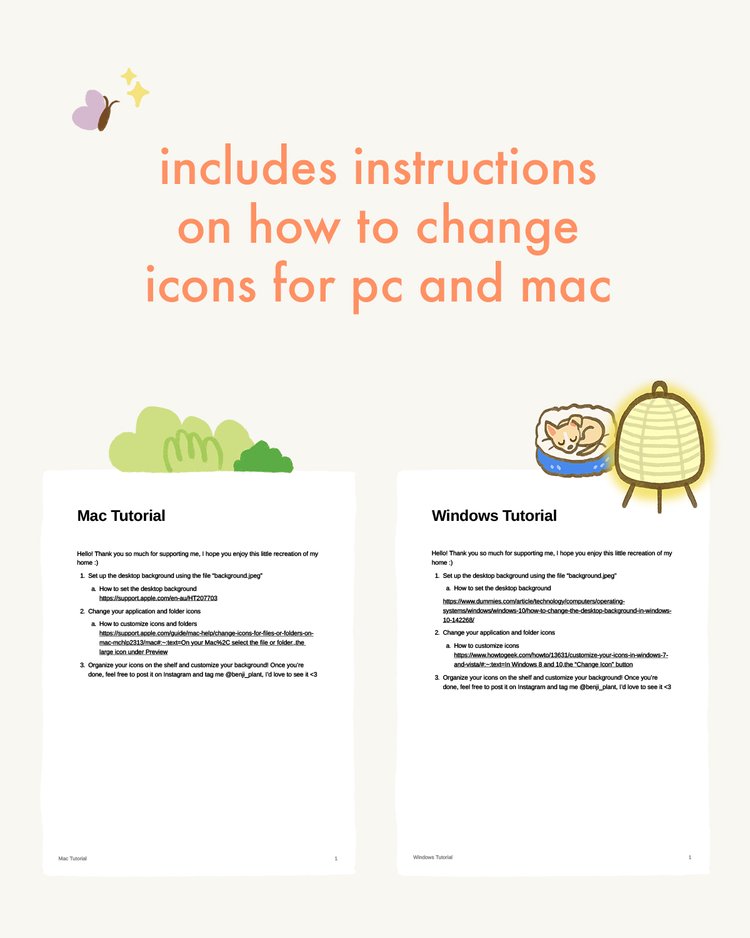 includes instructions
on how to change
icons for pc and mac
Mac Tutorial
Hello! Thank you so much for supporting me, I hope you enjoy this little recreation of my
home :)
1. Set up the desktop background using the file "background.jpeg"
a. How to set the desktop background
https://support.apple.com/en-au/HT207703
2. Change your application and folder icons
a. How to customize icons and folders
https://support.apple.com/guide/mac-help/change-icons-for-files-or-folders-on-
mac-mchlp2313/mac#:~:text=On your Mac%2C select the file or folder.,the
large icon under Preview
3. Organize your icons on the shelf and customize your background! Once you're
done, feel free to post it on Instagram and tag me @benji_plant, I'd love to see it <3
Mac Tutorial 1
Windows Tutorial
Hello! Thank you so much for supporting me, I hope you enjoy this little recreation of my
home :)
1. Set up the desktop background using the file "background.jpeg"
a. How to set the desktop background
https://www.dummies.com/article/technology/computers/operating-
systems/windows/windows-10/how-to-change-the-desktop-background-in-windows-
10-142268/
2. Change your application and folder icons
a. How to customize icons
https://www.howtogeek.com/howto/13631/customize-your-icons-in-windows-7-
and-vista/#:~:text=In Windows 8 and 10,the "Change Icon" button
3. Organize your icons on the shelf and customize your background! Once you're
done, feel free to post it on Instagram and tag me @benji_plant, I'd love to see it <3
Windows Tutorial 1